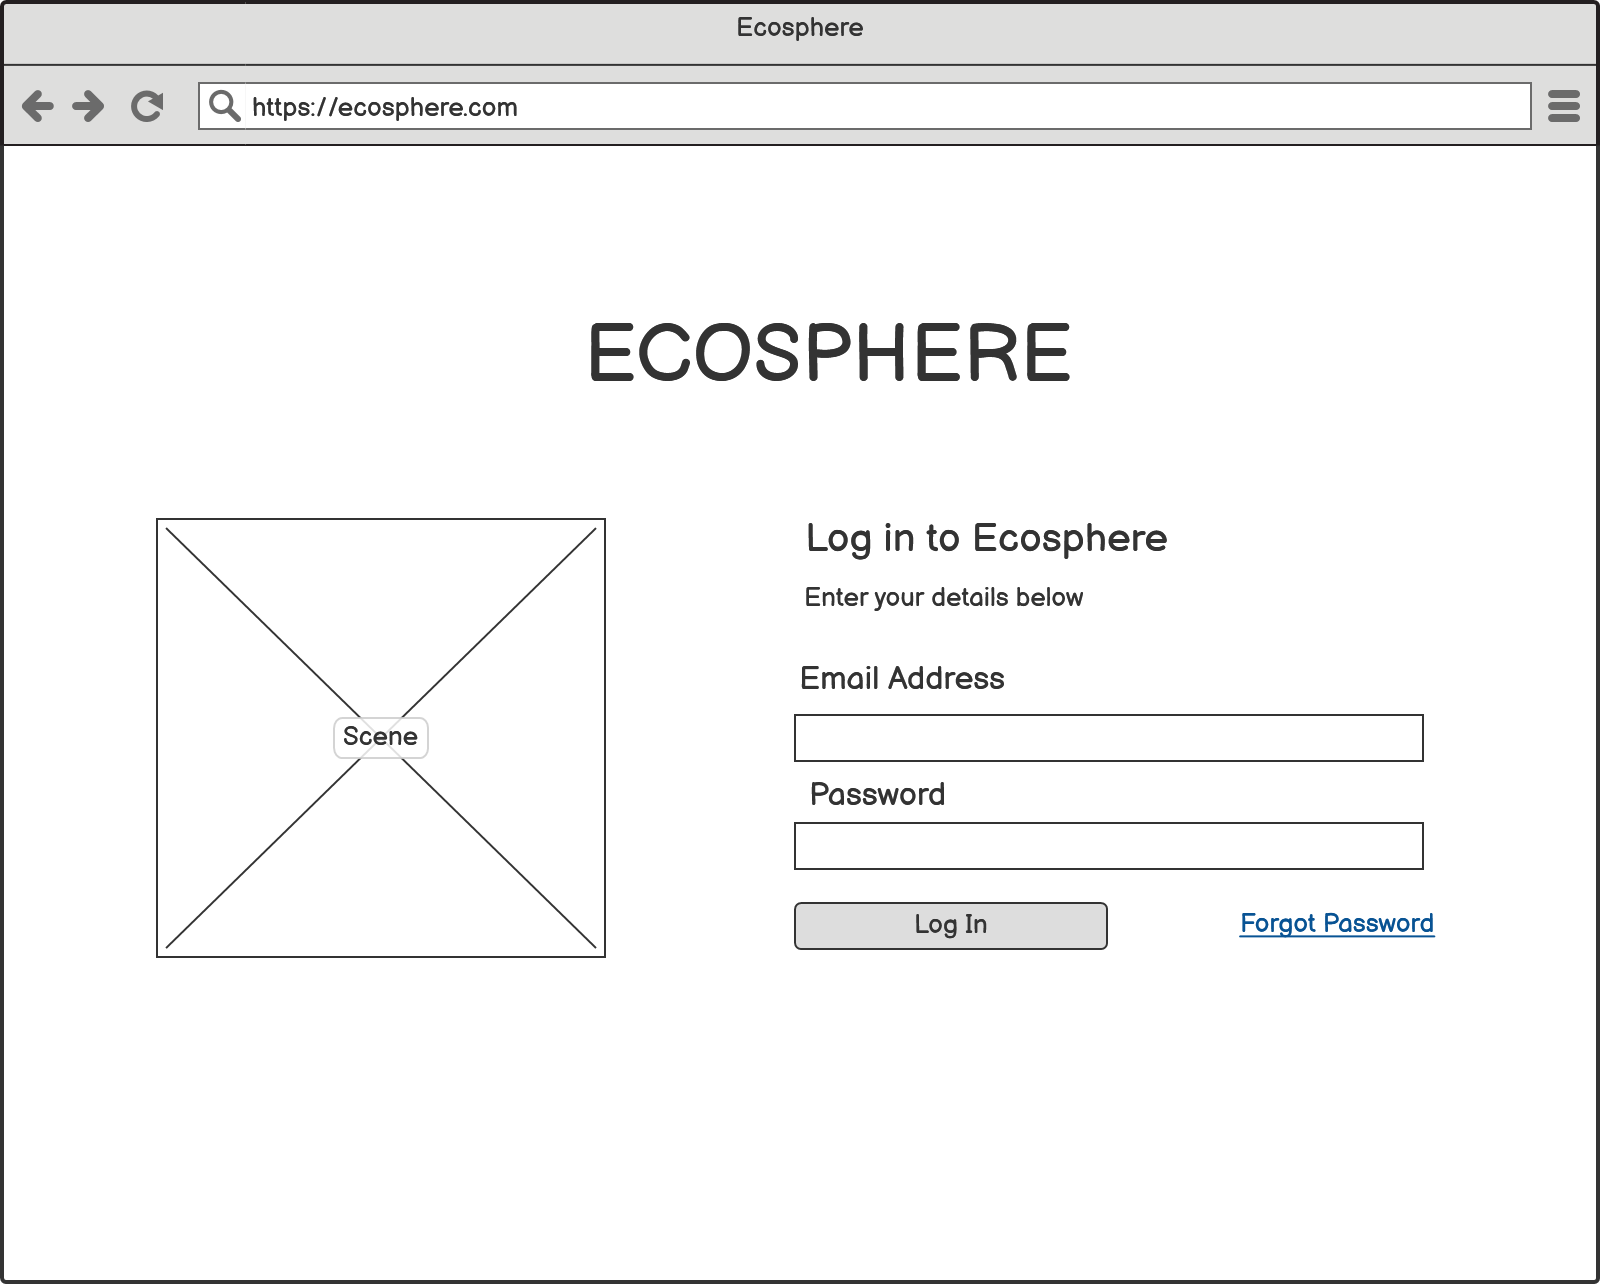 Ecosphere
https://ecosphere.com
ECOSPHERE
Scene
Log in to Ecosphere
Enter your details below
Email Address
Password
Log In
Forgot Password